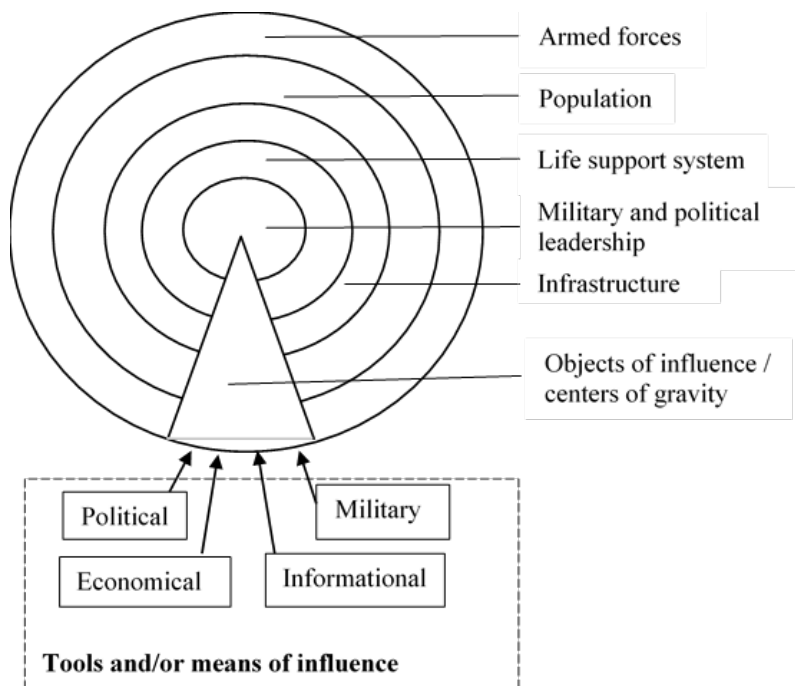 Armed forces
Population
Life support system
Military and political
leadership
Infrastructure
Objects of influence /
centers of gravity
Political
Military
Economical
Informational
Tools and/or means of influence